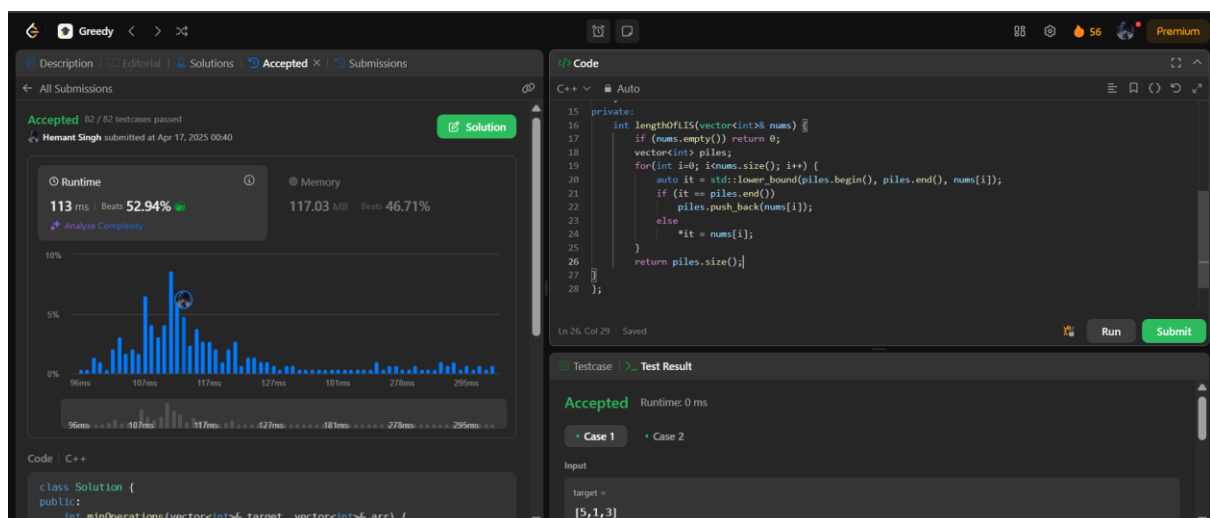 Greedy
56
Premium
Description | Editorial | Solutions | Accepted × | Submissions
← All Submissions
Accepted 82 / 82 testcases passed
Hemant Singh submitted at Apr 17, 2025 00:40
Solution
Runtime
113 ms | Beats 52.94%
Analyze Complexity
Memory
117.03 MB | Beats 46.71%
10%
5%
0%
96ms 107ms 117ms 127ms 181ms 278ms 295ms
96ms 107ms 117ms 127ms 181ms 278ms 295ms
Code | C++
class Solution {
public:
int minOperations(vector<int>& target, vector<int>& arr) {
</> Code
C++ Auto
15 private:
16 int lengthOfLIS(vector<int>& nums) {
17 if (nums.empty()) return 0;
18 vector<int> piles;
19 for(int i=0; i<nums.size(); i++) {
20 auto it = std::lower_bound(piles.begin(), piles.end(), nums[i]);
21 if (it == piles.end())
22 piles.push_back(nums[i]);
23 else
24 *it = nums[i];
25 }
26 return piles.size();
27 }
28 };
Ln 26, Col 29 | Saved
Run
Submit
Testcase | >_ Test Result
Accepted Runtime: 0 ms
• Case 1 • Case 2
Input
target =
[5,1,3]